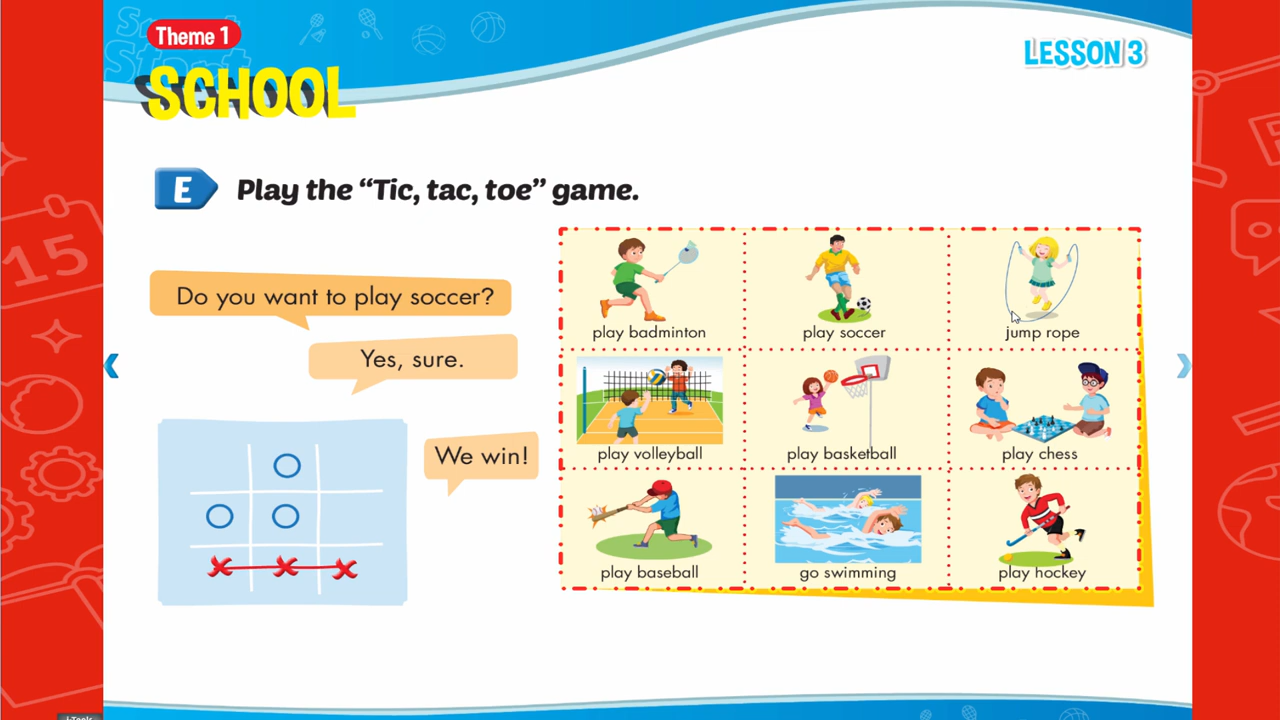 Theme 1
SCHOOL
LESSON 3
E Play the “Tic, tac, toe” game.
Do you want to play soccer?
Yes, sure.
We win!
play badminton
play soccer
jump rope
play volleyball
play basketball
play chess
play baseball
go swimming
play hockey
15